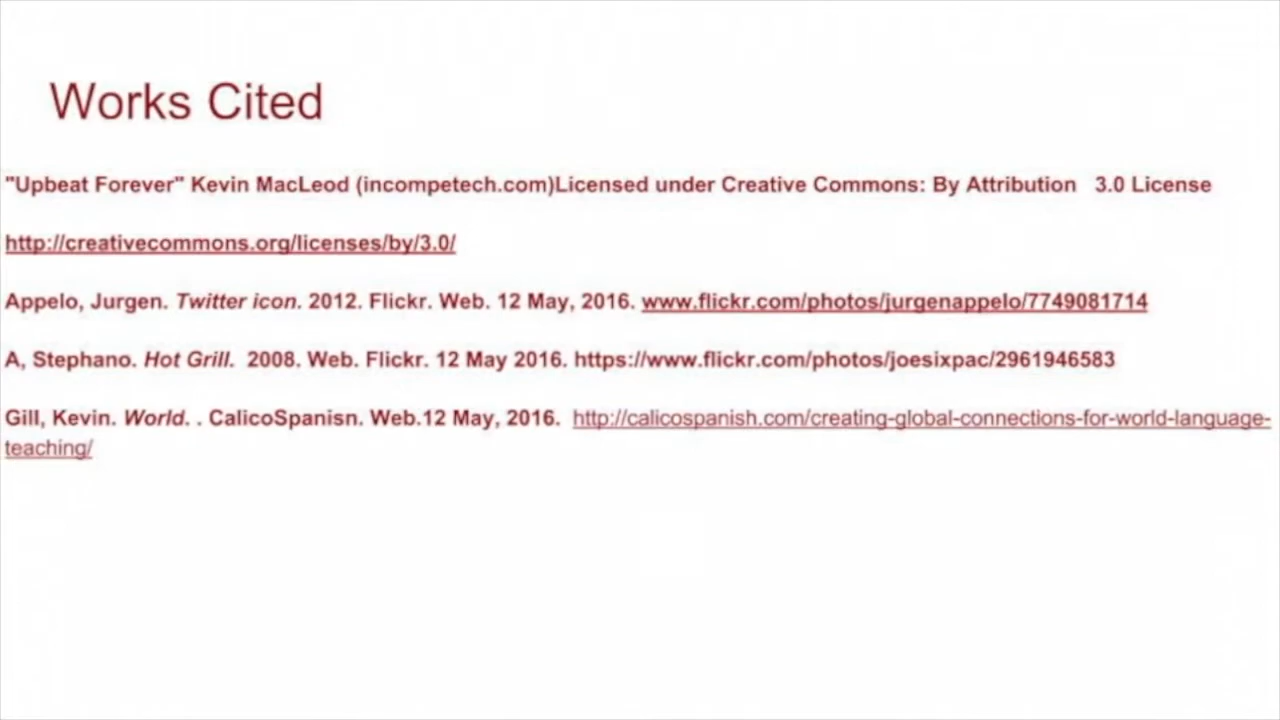 Works Cited
"Upbeat Forever" Kevin MacLeod (incompetech.com)Licensed under Creative Commons: By Attribution 3.0 License
http://creativecommons.org/licenses/by/3.0/
Appelo, Jurgen. Twitter icon. 2012. Flickr. Web. 12 May, 2016. www.flickr.com/photos/jurgenappelo/7749081714
A, Stephano. Hot Grill. 2008. Web. Flickr. 12 May 2016. https://www.flickr.com/photos/joesixpac/2961946583
Gill, Kevin. World. . CalicoSpanisn. Web.12 May, 2016. http://calicospanish.com/creating-global-connections-for-world-language-
teaching/